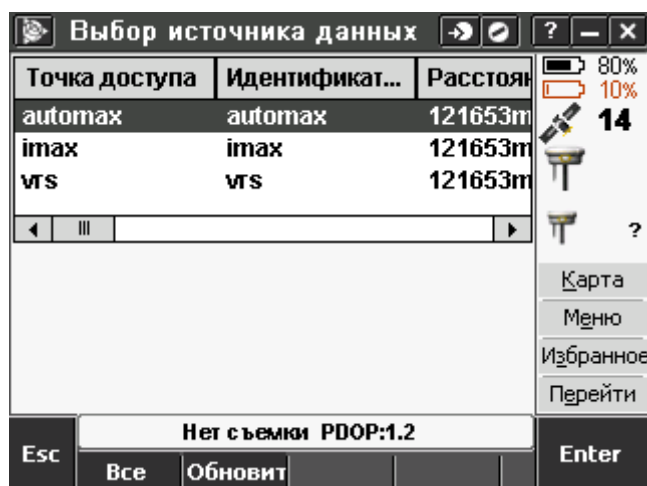 Выбор источника данных
Точка доступа Идентификат... Расстоян
automax automax 121653m
imax imax 121653m
vrs vrs 121653m
80%
10%
14
?
Карта
Меню
Избранное
Перейти
Нет съемки PDOP:1.2
Esc Все Обновит Enter